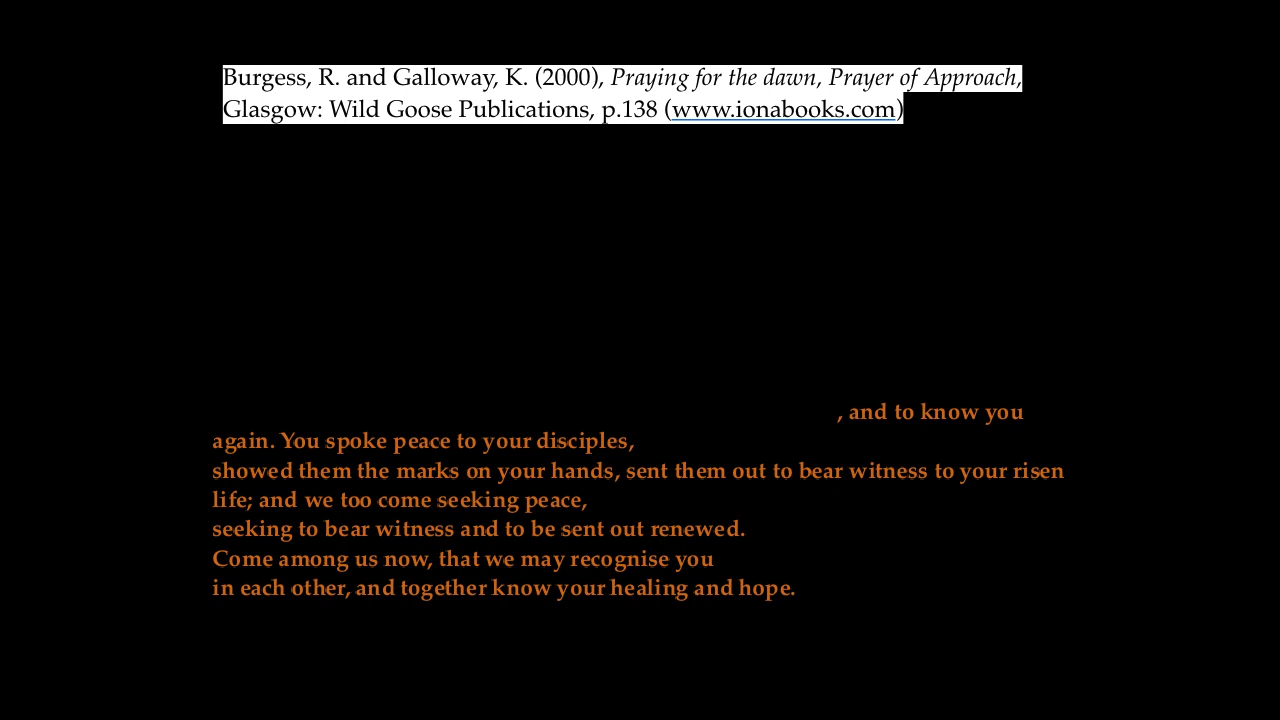 Burgess, R. and Galloway, K. (2000), Praying for the dawn, Prayer of Approach,
Glasgow: Wild Goose Publications, p.138 (www.ionabooks.com)
, and to know you
again. You spoke peace to your disciples,
showed them the marks on your hands, sent them out to bear witness to your risen
life; and we too come seeking peace,
seeking to bear witness and to be sent out renewed.
Come among us now, that we may recognise you
in each other, and together know your healing and hope.